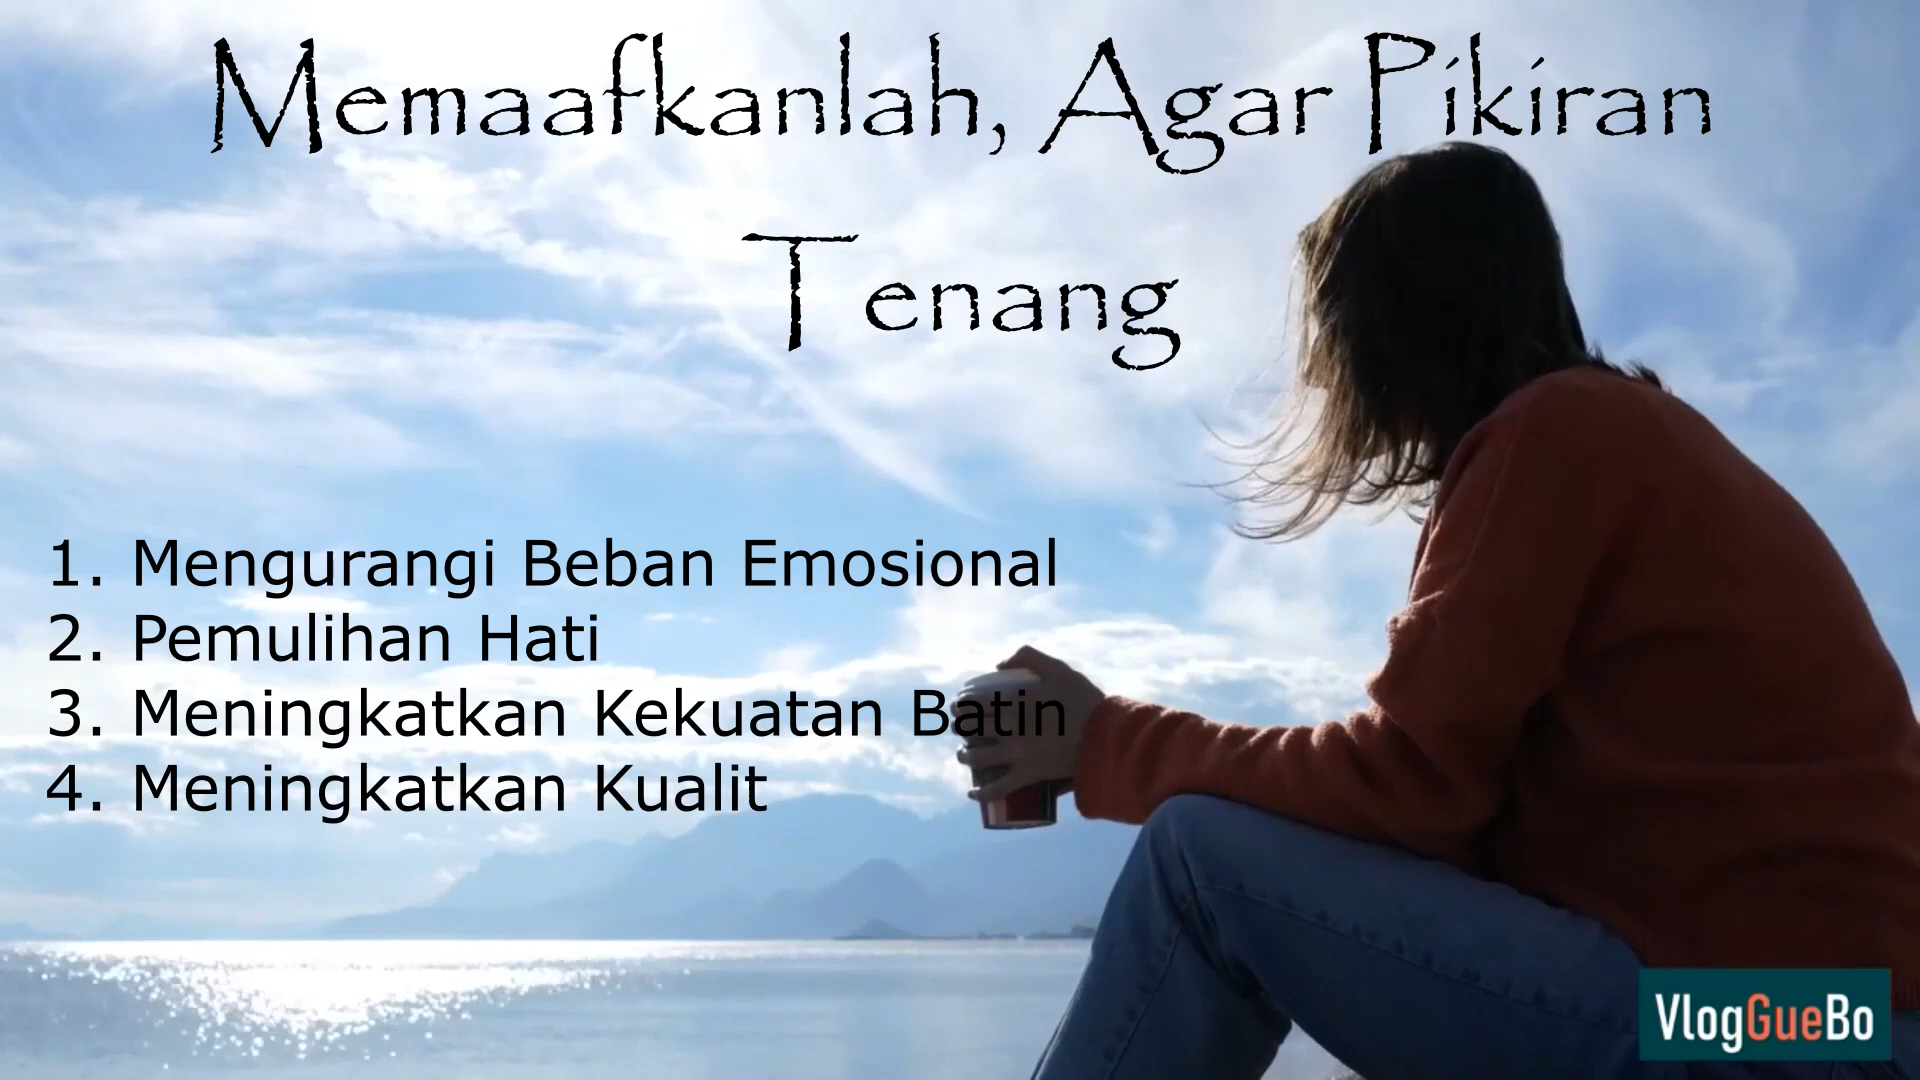 Memaafkanlah, Agar Pikiran
Tenang
1. Mengurangi Beban Emosional
2. Pemulihan Hati
3. Meningkatkan Kekuatan Batin
4. Meningkatkan Kualit
VlogGueBo